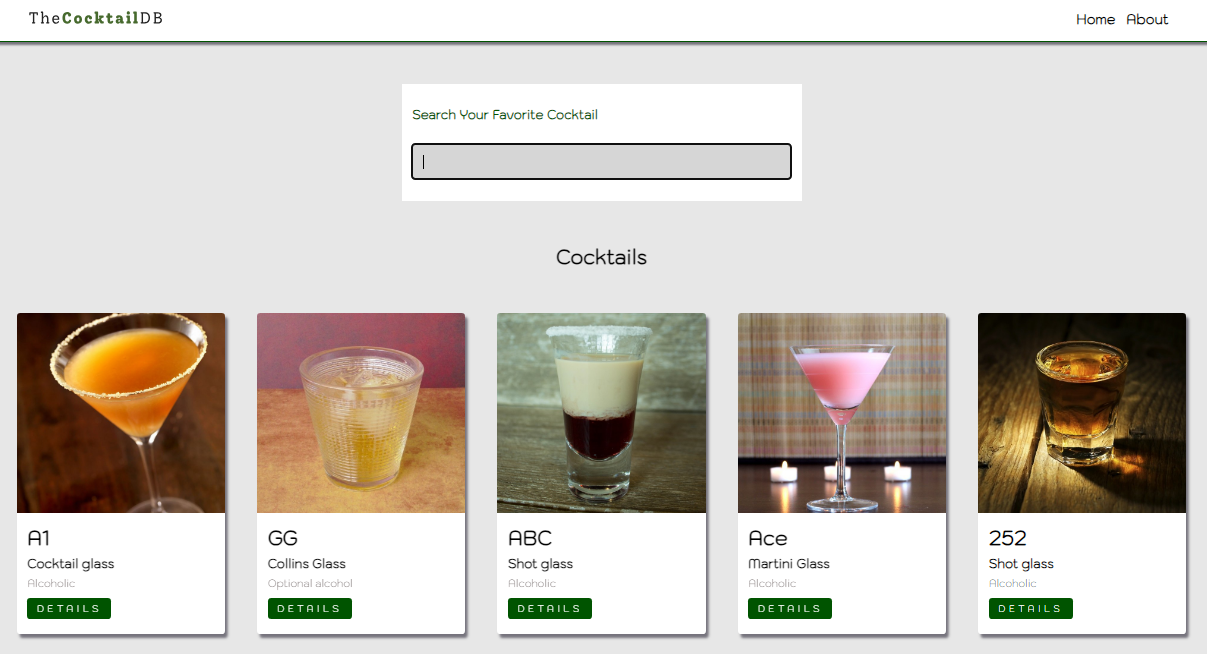 TheCocktailDB
Home About
Search Your Favorite Cocktail
Cocktails
A1
Cocktail glass
Alcoholic
DETAILS
GG
Collins Glass
Optional alcohol
DETAILS
ABC
Shot glass
Alcoholic
DETAILS
Ace
Martini Glass
Alcoholic
DETAILS
252
Shot glass
Alcoholic
DETAILS